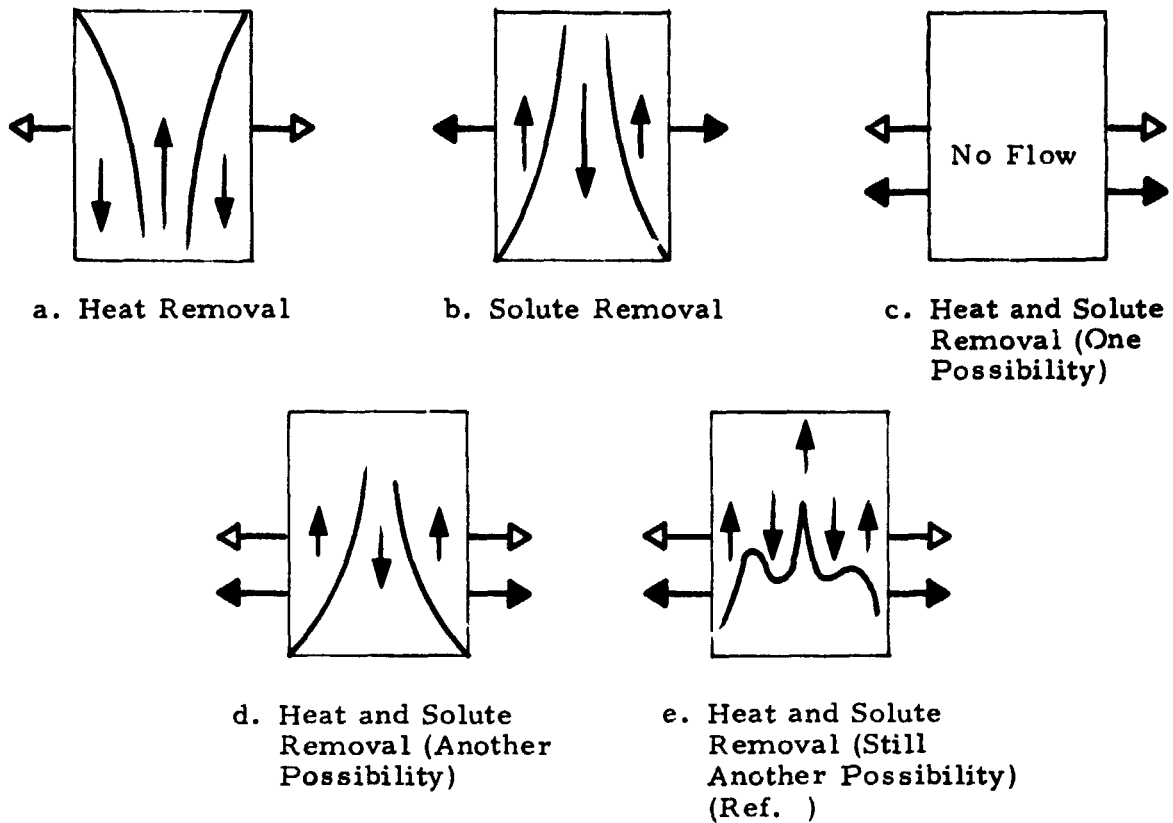 No Flow
a. Heat Removal
b. Solute Removal
c. Heat and Solute
Removal (One
Possibility)
d. Heat and Solute
Removal (Another
Possibility)
e. Heat and Solute
Removal (Still
Another Possibility)
(Ref. )